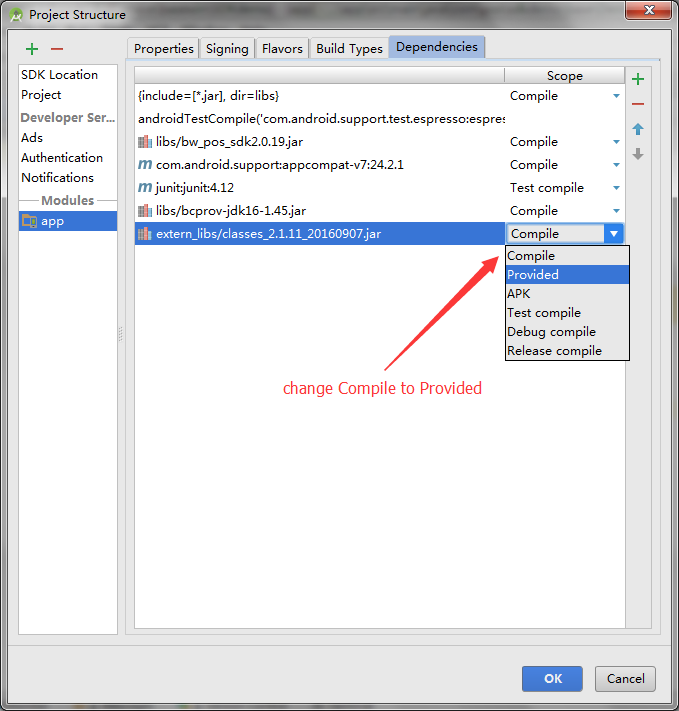 Project Structure
SDK Location
Project
Developer Ser...
Ads
Authentication
Notifications
Modules
app
Properties
Signing
Flavors
Build Types
Dependencies
Scope
{include=[*.jar], dir=libs}
Compile
androidTestCompile('com.android.support.test.espresso:espre
libs/bw_pos_sdk2.0.19.jar
Compile
m com.android.support:appcompat-v7:24.2.1
Compile
m junit:junit:4.12
Test compile
libs/bcprov-jdk16-1.45.jar
Compile
extern_libs/classes_2.1.11_20160907.jar
Compile
Compile
Provided
APK
Test compile
Debug compile
Release compile
change Compile to Provided
OK
Cancel